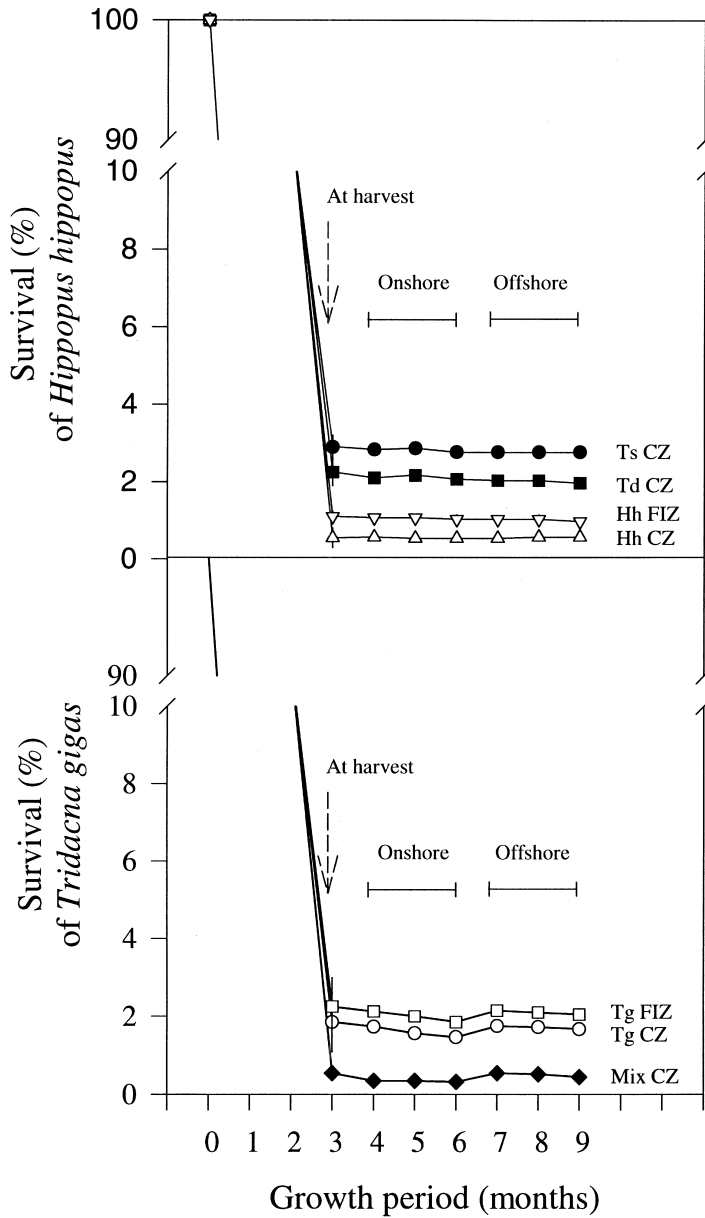 100
90
10
8
6
4
2
0
Survival (%)
of Hippopus hippopus
At harvest
Onshore
Offshore
Ts CZ
Td CZ
Hh FIZ
Hh CZ
90
10
8
6
4
2
0
Survival (%)
of Tridacna gigas
At harvest
Onshore
Offshore
Tg FIZ
Tg CZ
Mix CZ
0 1 2 3 4 5 6 7 8 9
Growth period (months)